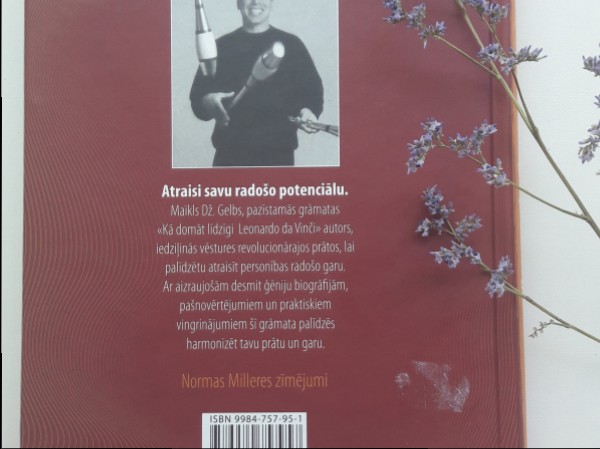 Atraisi savu radošo potenciālu.
Maikls Dž. Gelbs, pazīstamās grāmatas
«Kā domāt līdzīgi Leonardo da Vinči» autors,
iedziļinās vēstures revolucionārajos prātos, lai
palīdzētu atraisīt personības radošo garu.
Ar aizraujošām desmit ģēniju biogrāfijām,
pašnovērtējumiem un praktiskiem
vingrinājumiem šī grāmata palīdzēs
harmonizēt tavu prātu un garu.
Normas Milleres zīmējumi
ISBN 9984-757-95-1